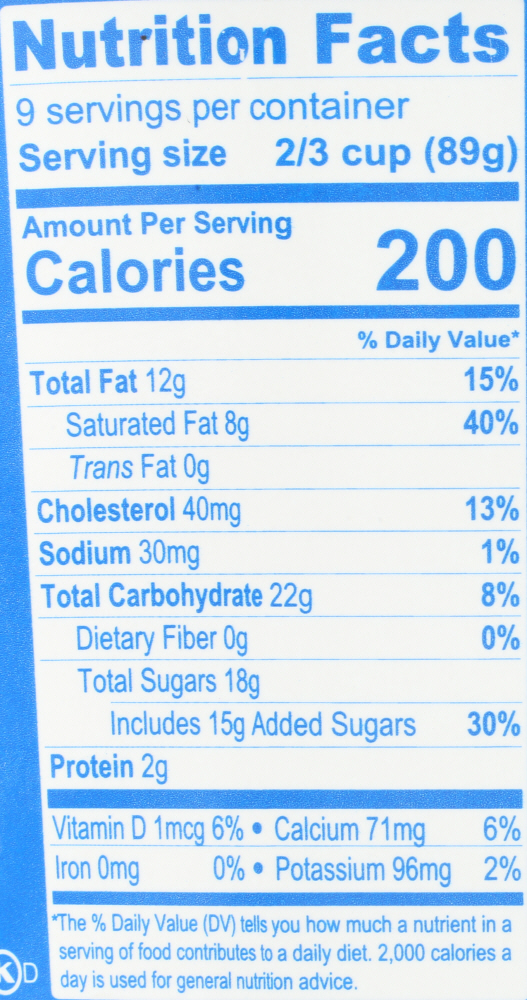 Nutrition Facts
9 servings per container
Serving size 2/3 cup (89g)
Amount Per Serving
Calories 200
% Daily Value*
Total Fat 12g 15%
Saturated Fat 8g 40%
Trans Fat 0g
Cholesterol 40mg 13%
Sodium 30mg 1%
Total Carbohydrate 22g 8%
Dietary Fiber 0g 0%
Total Sugars 18g
Includes 15g Added Sugars 30%
Protein 2g
Vitamin D 1mcg 6% • Calcium 71mg 6%
Iron 0mg 0% • Potassium 96mg 2%
*The % Daily Value (DV) tells you how much a nutrient in a
serving of food contributes to a daily diet. 2,000 calories a
day is used for general nutrition advice.
K D